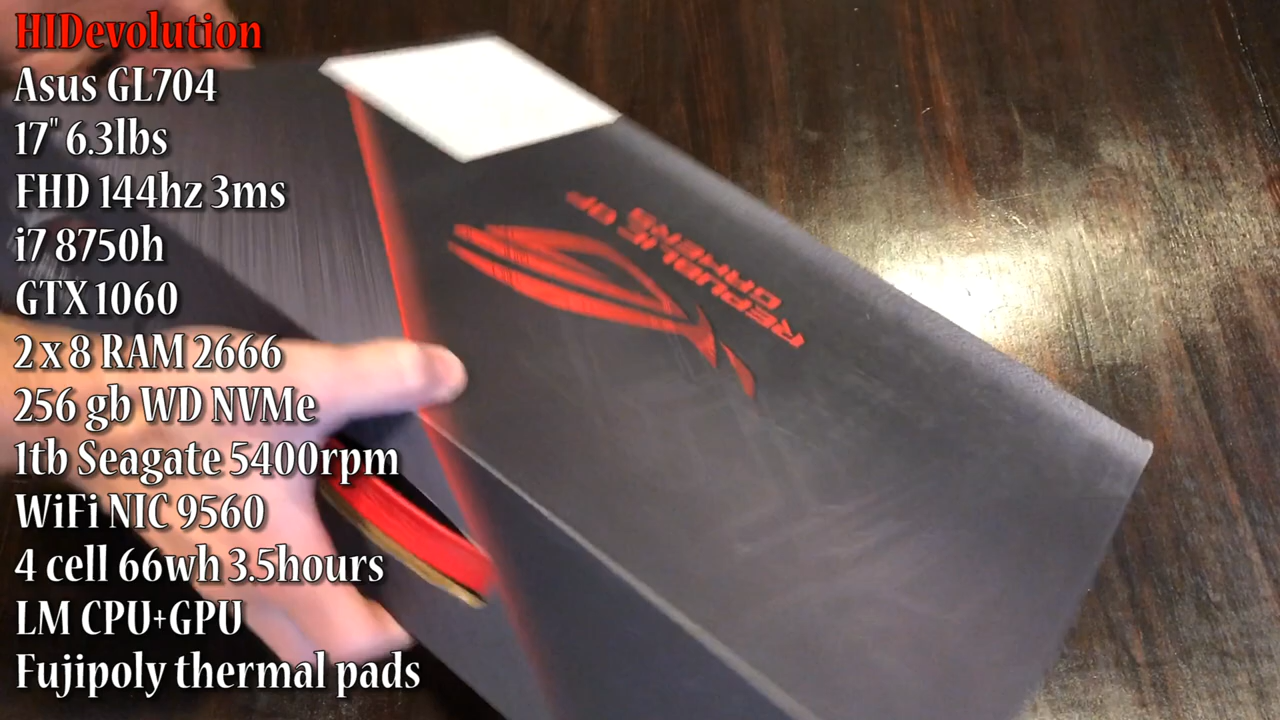 HIDevolution
Asus GL704
17" 6.3lbs
FHD 144hz 3ms
i7 8750h
GTX 1060
2 x 8 RAM 2666
256 gb WD NVMe
1tb Seagate 5400rpm
WiFi NIC 9560
4 cell 66wh 3.5hours
LM CPU+GPU
Fujipoly thermal pads
REPUBLIC OF
GAMERS